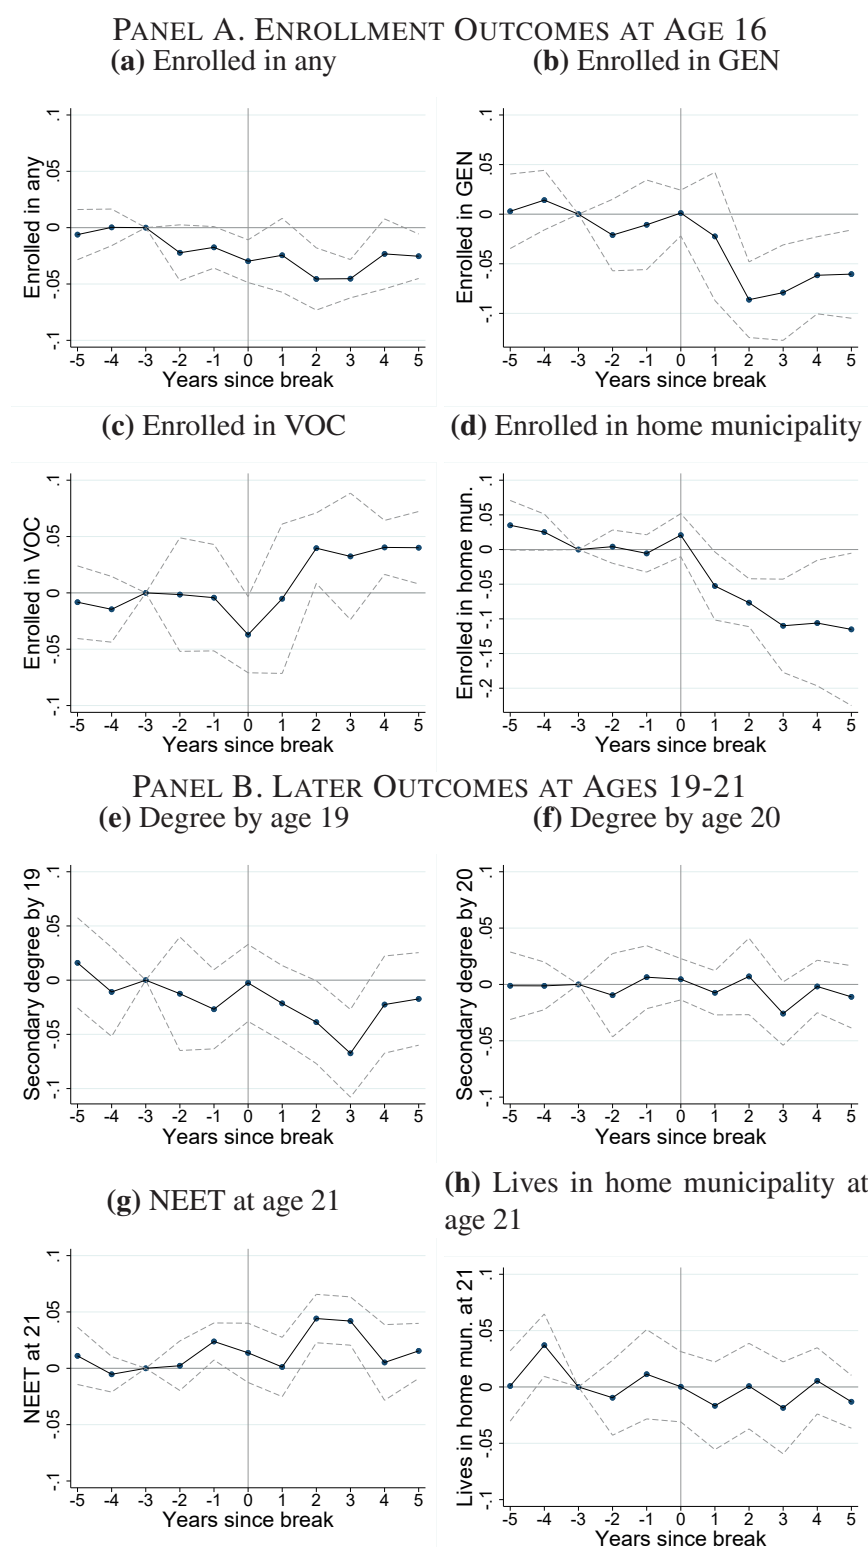 PANEL A. ENROLLMENT OUTCOMES AT AGE 16
(a) Enrolled in any
(b) Enrolled in GEN
Enrolled in any
.1
.05
0
-.05
-.1
-5 -4 -3 -2 -1 0 1 2 3 4 5
Years since break
Enrolled in GEN
.1
.05
0
-.05
-.1
-5 -4 -3 -2 -1 0 1 2 3 4 5
Years since break
(c) Enrolled in VOC
(d) Enrolled in home municipality
Enrolled in VOC
.1
.05
0
-.05
-.1
-5 -4 -3 -2 -1 0 1 2 3 4 5
Years since break
Enrolled in home mun.
.1
.05
0
-.05
-.1
-.15
-.2
-5 -4 -3 -2 -1 0 1 2 3 4 5
Years since break
PANEL B. LATER OUTCOMES AT AGES 19-21
(e) Degree by age 19
(f) Degree by age 20
Secondary degree by 19
.1
.05
0
-.05
-.1
-5 -4 -3 -2 -1 0 1 2 3 4 5
Years since break
Secondary degree by 20
.1
.05
0
-.05
-.1
-5 -4 -3 -2 -1 0 1 2 3 4 5
Years since break
(g) NEET at age 21
(h) Lives in home municipality at
age 21
NEET at 21
.1
.05
0
-.05
-.1
-5 -4 -3 -2 -1 0 1 2 3 4 5
Years since break
Lives in home mun. at 21
.1
.05
0
-.05
-.1
-5 -4 -3 -2 -1 0 1 2 3 4 5
Years since break